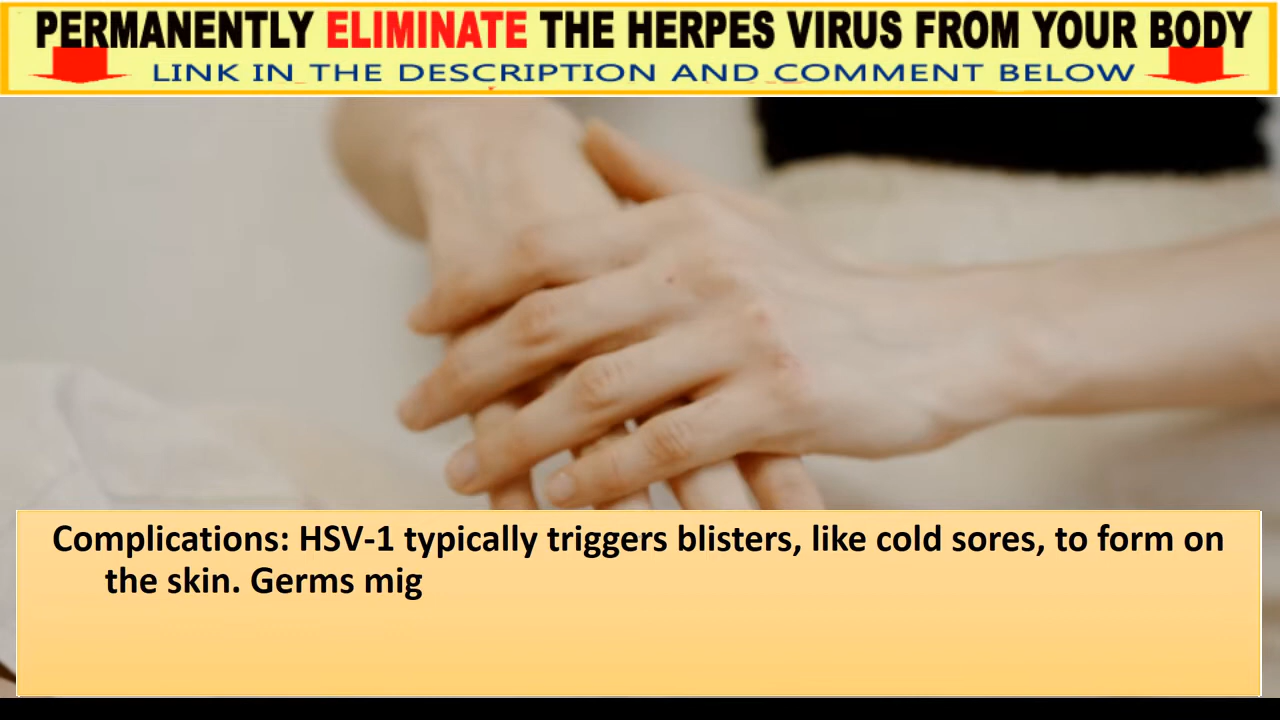 PERMANENTLY ELIMINATE THE HERPES VIRUS FROM YOUR BODY
LINK IN THE DESCRIPTION AND COMMENT BELOW
Complications: HSV-1 typically triggers blisters, like cold sores, to form on
the skin. Germs mig